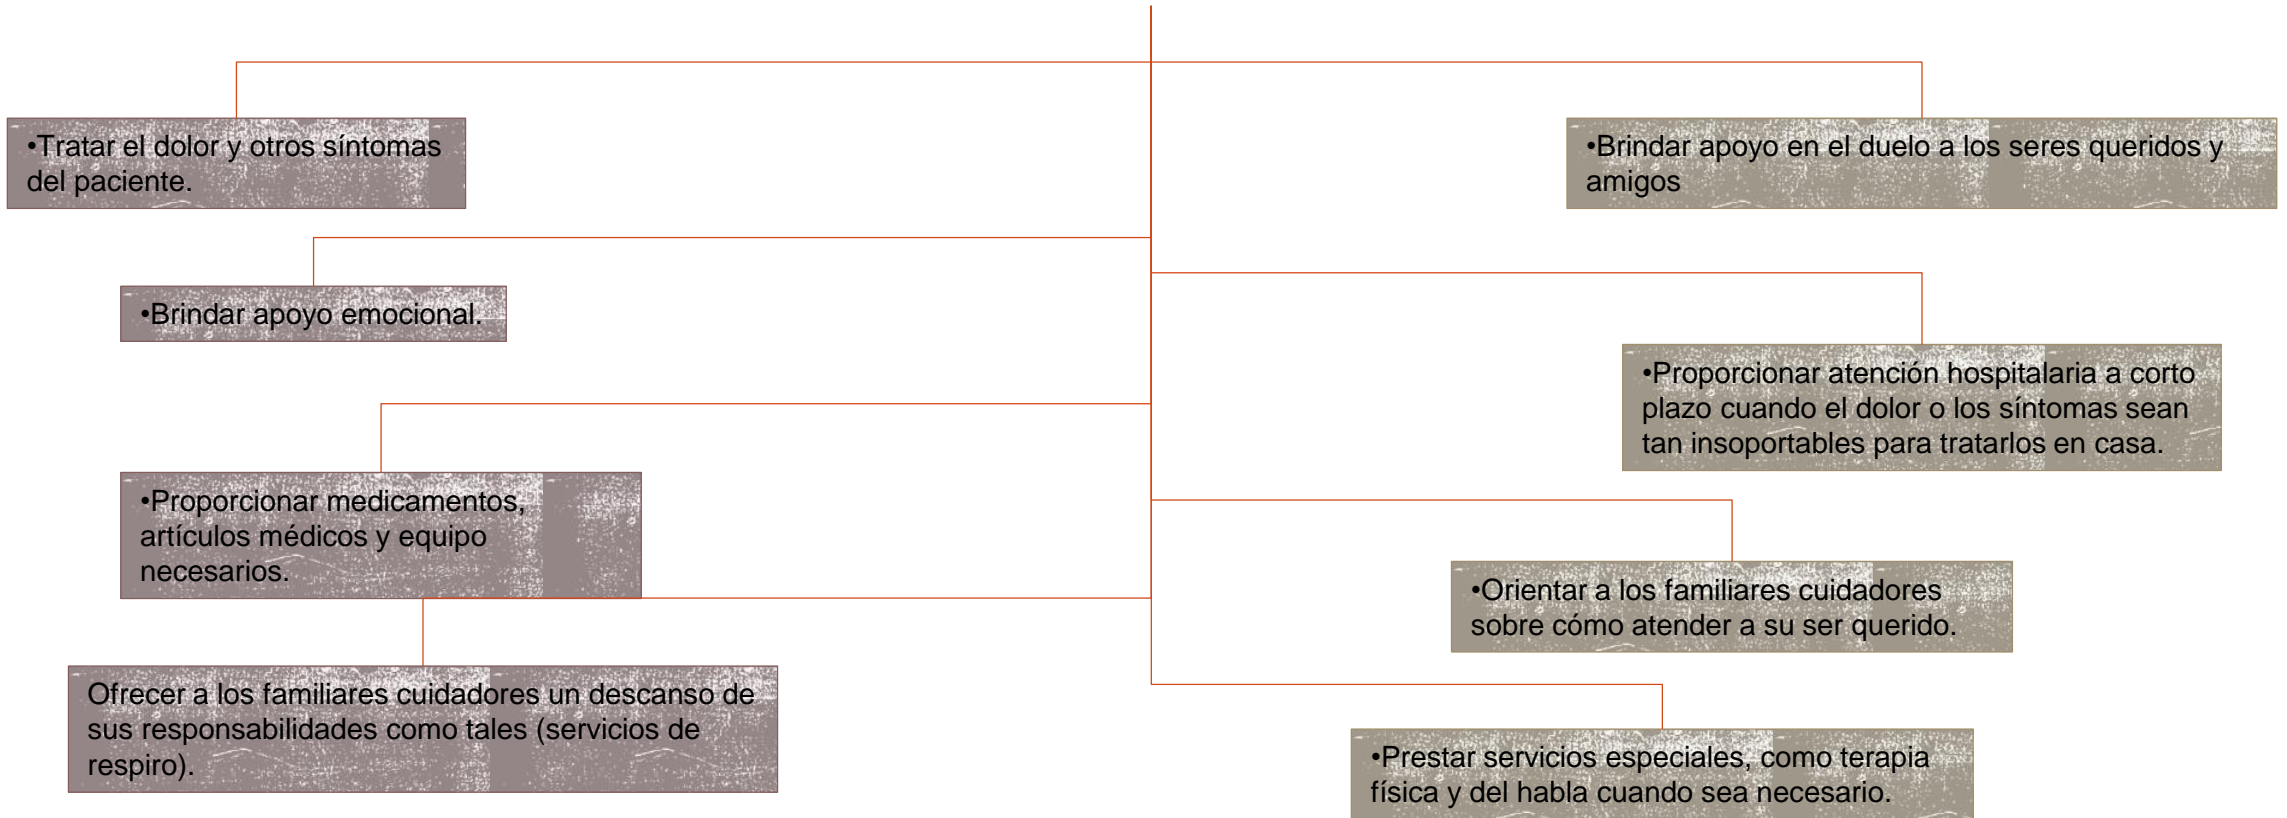 •Tratar el dolor y otros síntomas
del paciente.
•Brindar apoyo emocional.
•Proporcionar medicamentos,
artículos médicos y equipo
necesarios.
Ofrecer a los familiares cuidadores un descanso de
sus responsabilidades como tales (servicios de
respiro).
•Brindar apoyo en el duelo a los seres queridos y
amigos
•Proporcionar atención hospitalaria a corto
plazo cuando el dolor o los síntomas sean
tan insoportables para tratarlos en casa.
•Orientar a los familiares cuidadores
sobre cómo atender a su ser querido.
•Prestar servicios especiales, como terapia
física y del habla cuando sea necesario.